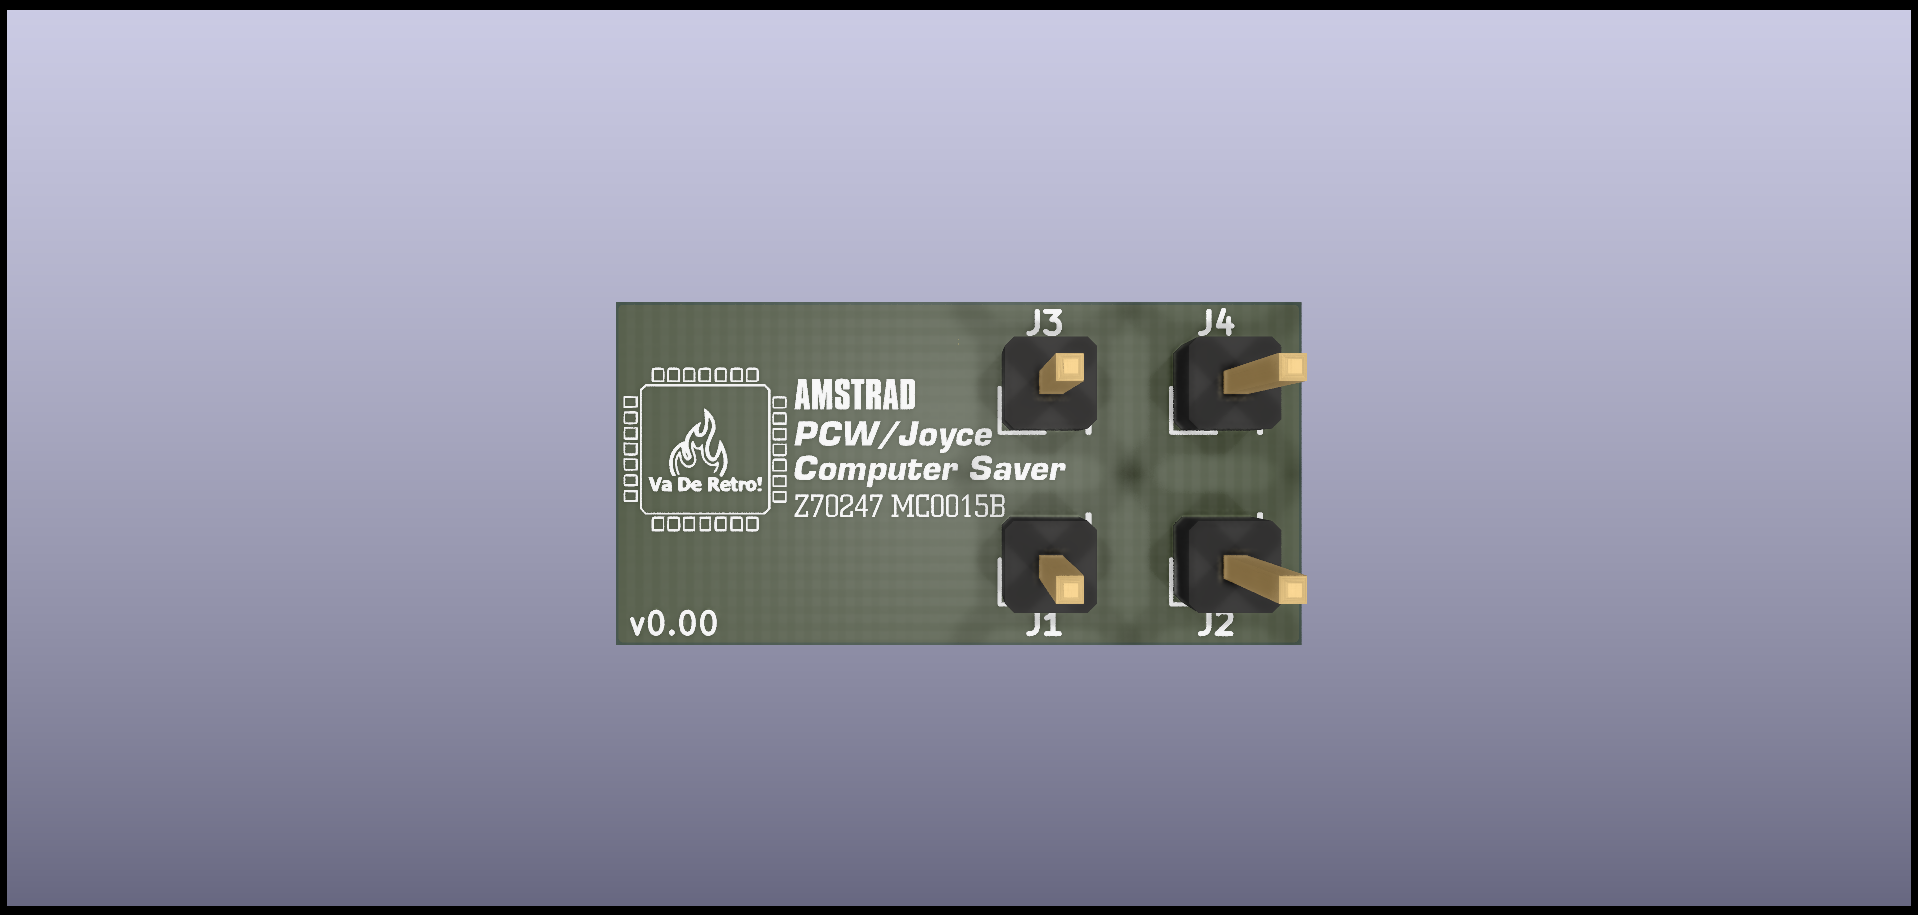 J3 J4
AMSTRAD
PCW/Joyce
Computer Saver
Z70247 MC0015B
Va De Retro!
v0.00
J1 J2